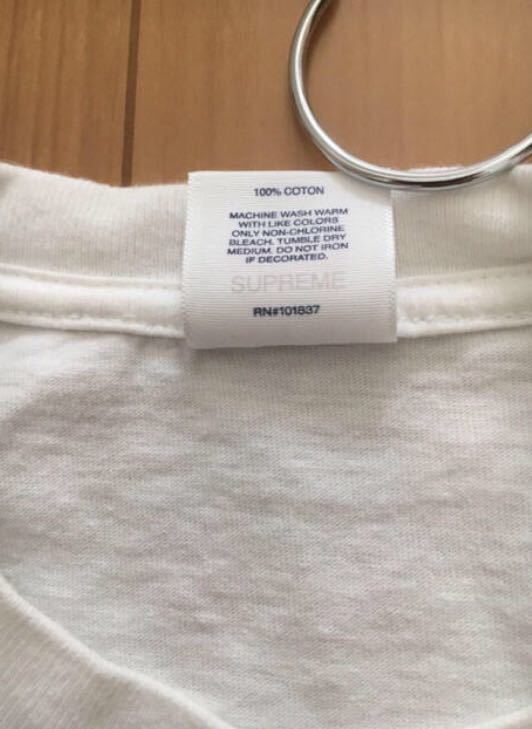 100% COTTON
MACHINE WASH WARM
WITH LIKE COLORS
ONLY NON-CHLORINE
BLEACH. TUMBLE DRY
MEDIUM. DO NOT IRON
IF DECORATED.
SUPREME
RN#101837